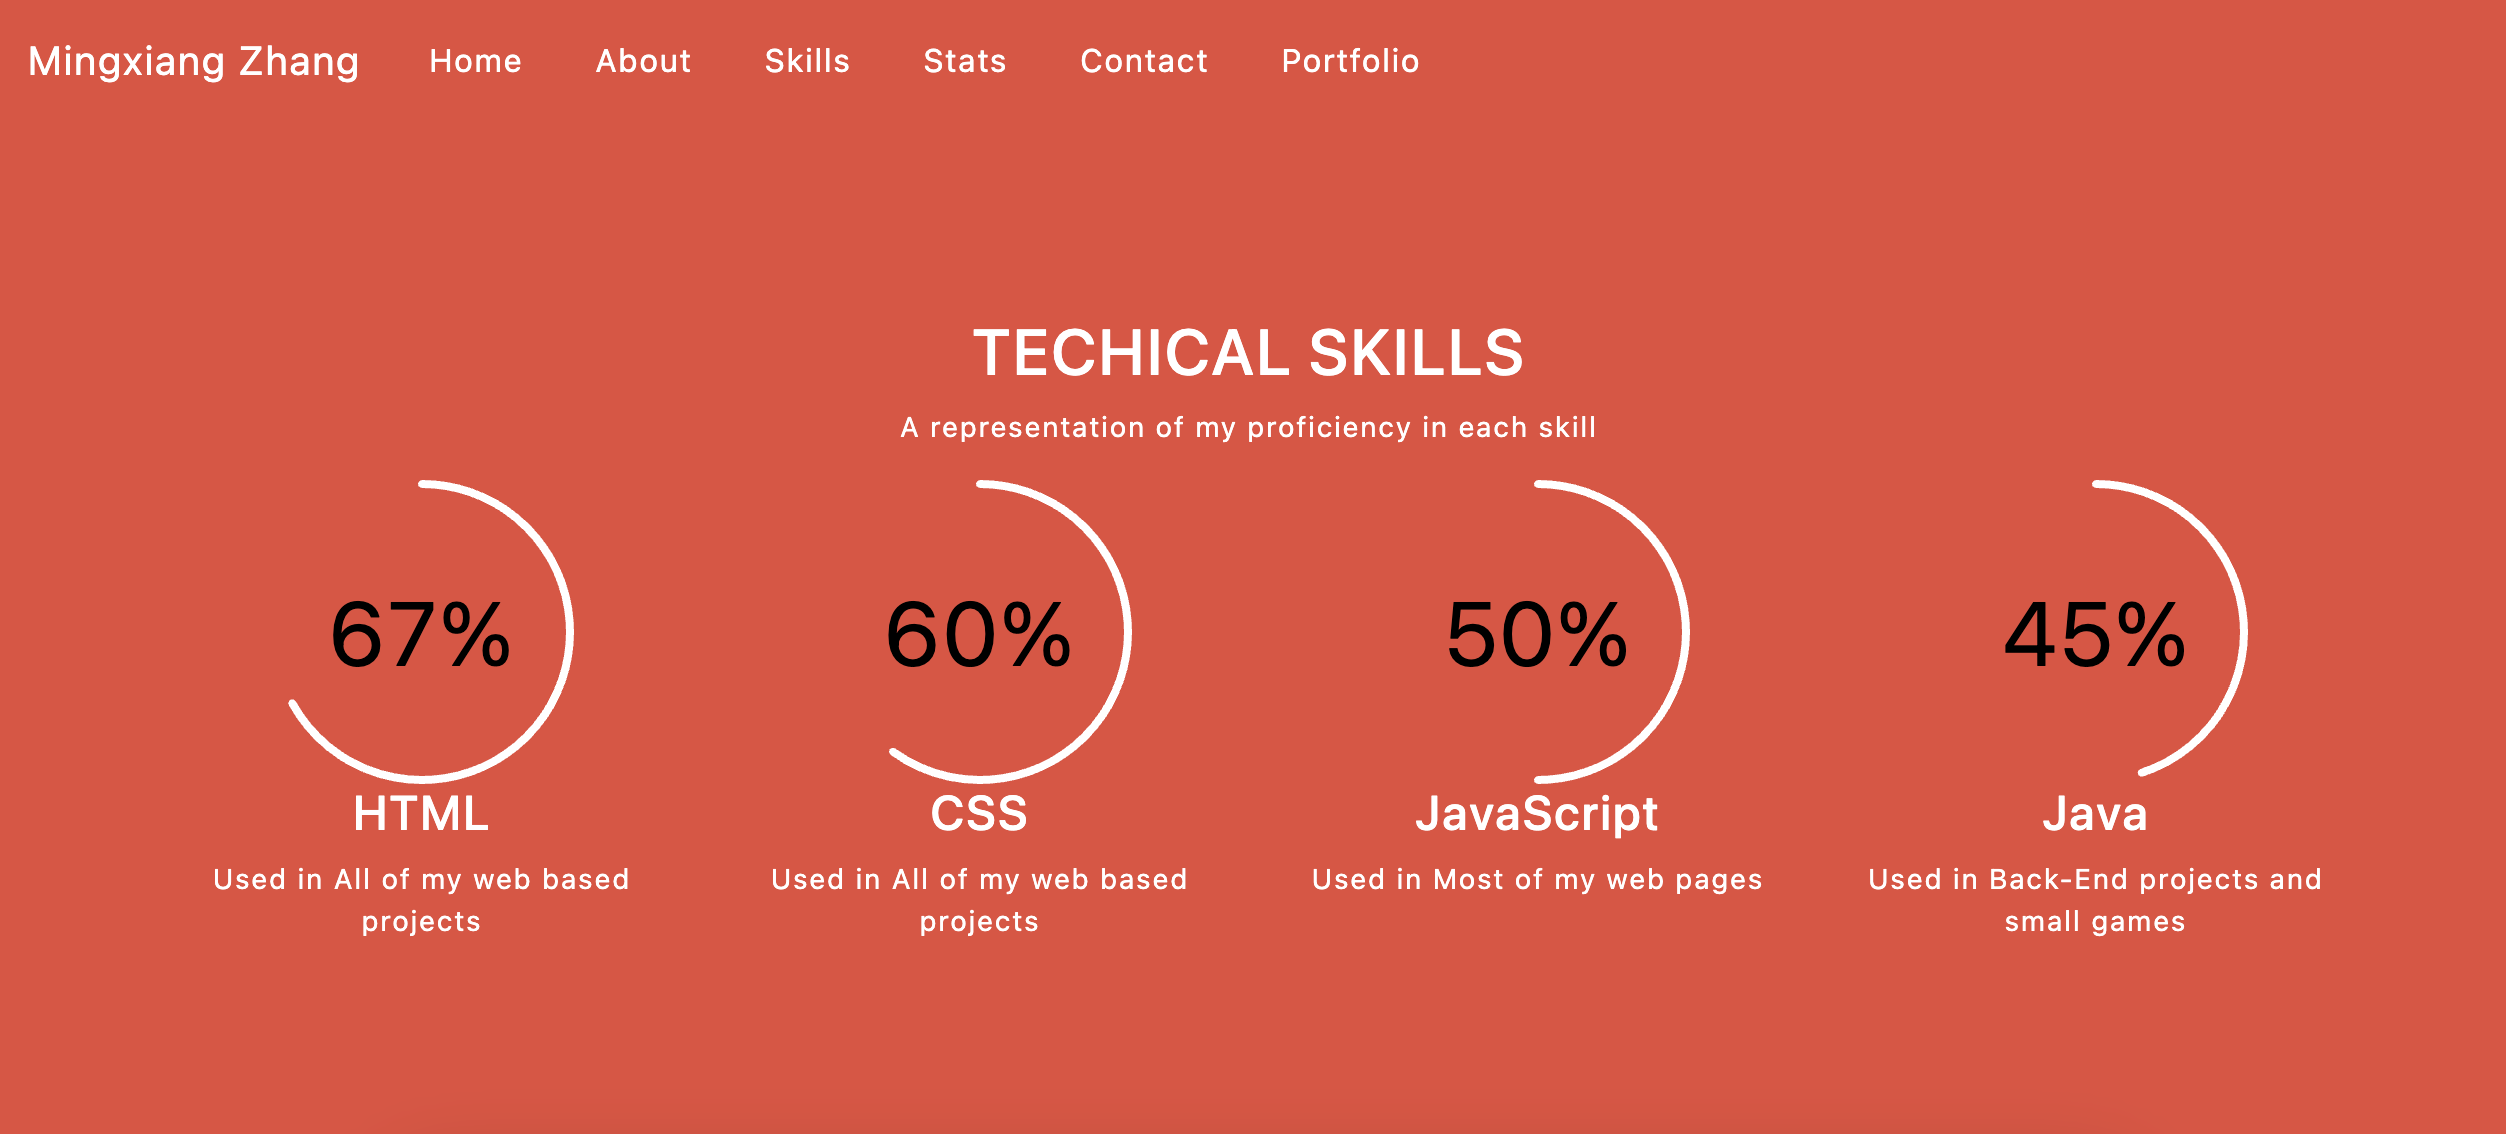 Mingxiang Zhang Home About Skills Stats Contact Portfolio
TECHICAL SKILLS
A representation of my proficiency in each skill
67%
HTML
Used in All of my web based
projects
60%
CSS
Used in All of my web based
projects
50%
JavaScript
Used in Most of my web pages
45%
Java
Used in Back-End projects and
small games